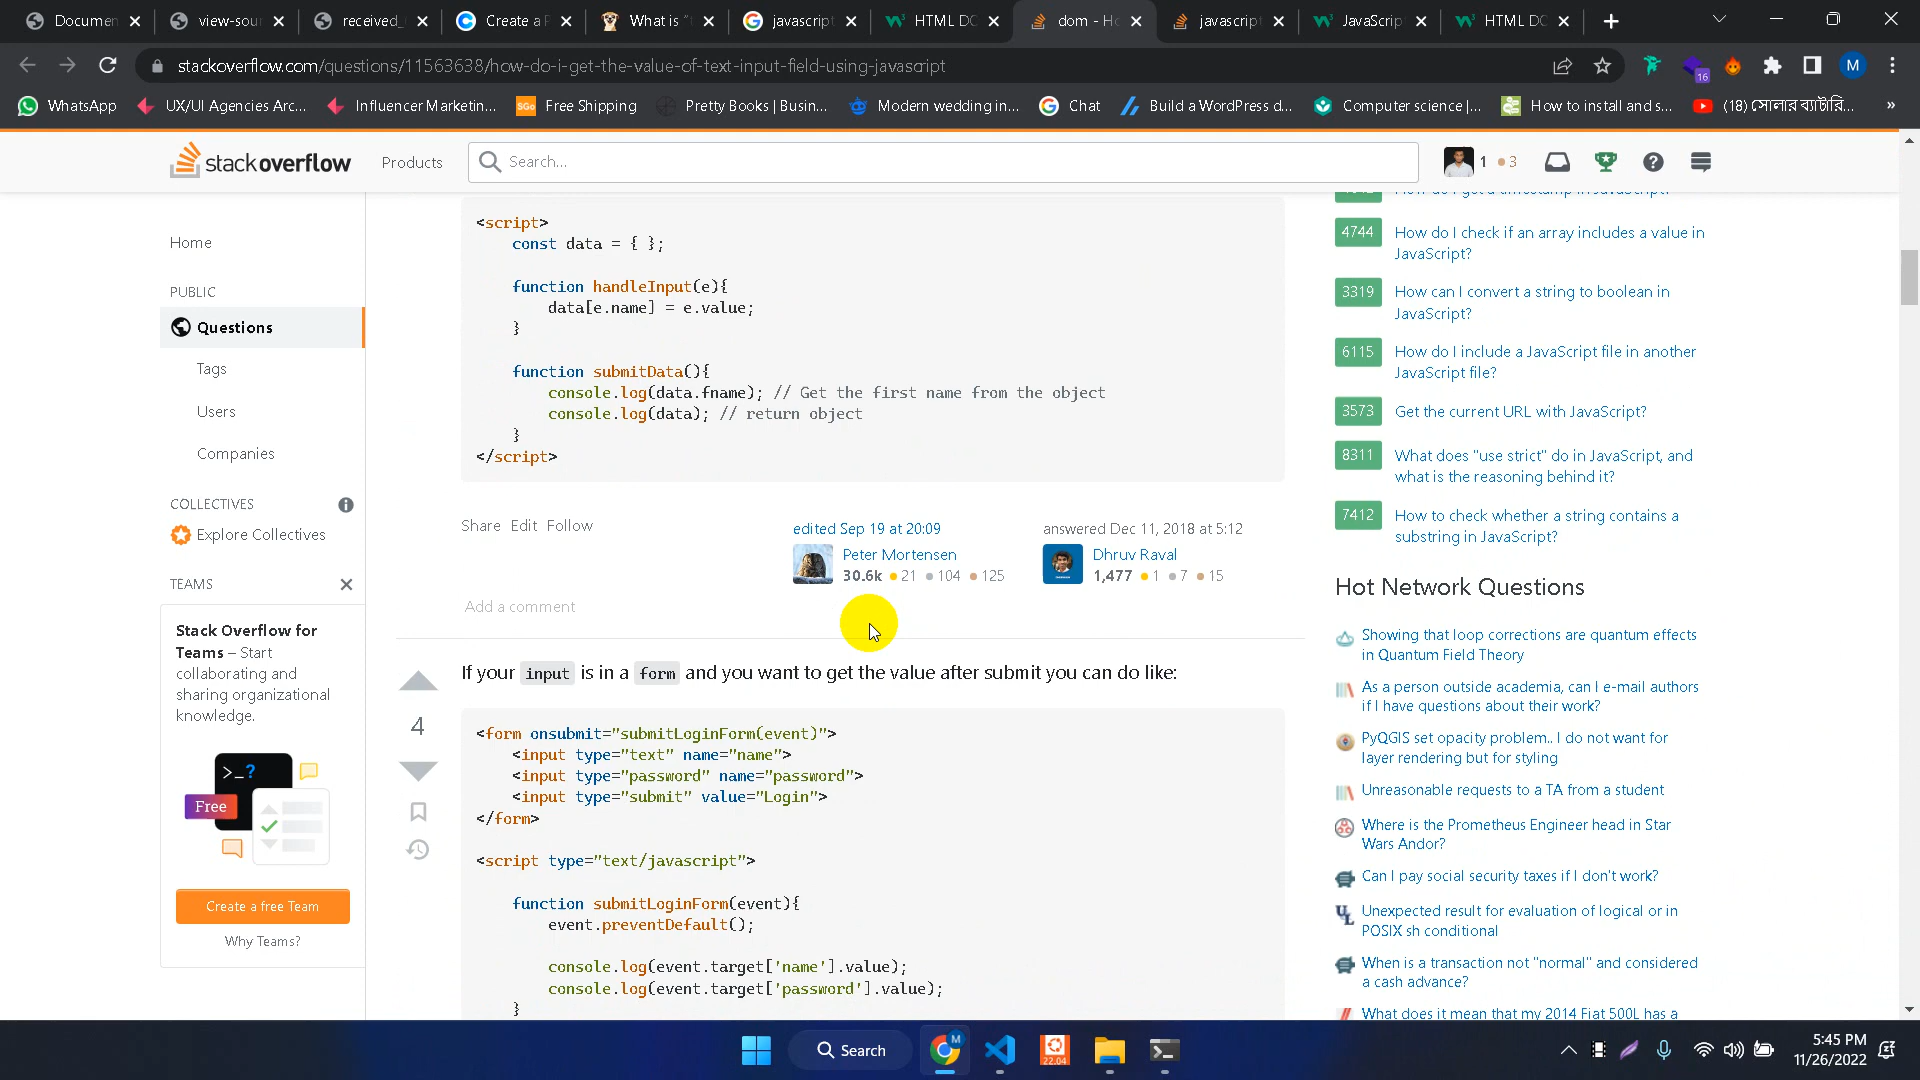 Documen
view-sour
received_
Create a F
What is "t
javascript
HTML DO
dom - Ho
javascript
JavaScrip
HTML DO
stackoverflow.com/questions/11563638/how-do-i-get-the-value-of-text-input-field-using-javascript
16
M
WhatsApp
UX/UI Agencies Arc...
Influencer Marketin...
SGo
Free Shipping
Pretty Books | Busin...
Modern wedding in...
Chat
Build a WordPress d...
Computer science |...
How to install and s...
(18) সোলার ব্যাটারি...
»
stackoverflow
Products
Search...
1 • 3
Home
PUBLIC
Questions
Tags
Users
Companies
COLLECTIVES
Explore Collectives
TEAMS
Stack Overflow for
Teams – Start
collaborating and
sharing organizational
knowledge.
>_?
Free
Create a free Team
Why Teams?
<script>
const data = { };
function handleInput(e){
data[e.name] = e.value;
}
function submitData(){
console.log(data.fname); // Get the first name from the object
console.log(data); // return object
}
</script>
Share Edit Follow
edited Sep 19 at 20:09
Peter Mortensen
30.6k • 21 • 104 • 125
answered Dec 11, 2018 at 5:12
Dhruv Raval
1,477 • 1 • 7 • 15
Add a comment
4
If your input is in a form and you want to get the value after submit you can do like:
<form onsubmit="submitLoginForm(event)">
<input type="text" name="name">
<input type="password" name="password">
<input type="submit" value="Login">
</form>
<script type="text/javascript">
function submitLoginForm(event){
event.preventDefault();
console.log(event.target['name'].value);
console.log(event.target['password'].value);
}
4744
How do I check if an array includes a value in
JavaScript?
3319
How can I convert a string to boolean in
JavaScript?
6115
How do I include a JavaScript file in another
JavaScript file?
3573
Get the current URL with JavaScript?
8311
What does "use strict" do in JavaScript, and
what is the reasoning behind it?
7412
How to check whether a string contains a
substring in JavaScript?
Hot Network Questions
Showing that loop corrections are quantum effects
in Quantum Field Theory
As a person outside academia, can I e-mail authors
if I have questions about their work?
PyQGIS set opacity problem.. I do not want for
layer rendering but for styling
Unreasonable requests to a TA from a student
Where is the Prometheus Engineer head in Star
Wars Andor?
Can I pay social security taxes if I don't work?
Unexpected result for evaluation of logical or in
POSIX sh conditional
When is a transaction not "normal" and considered
a cash advance?
What does it mean that my 2014 Fiat 500L has a
Search
M
22.04
5:45 PM
11/26/2022